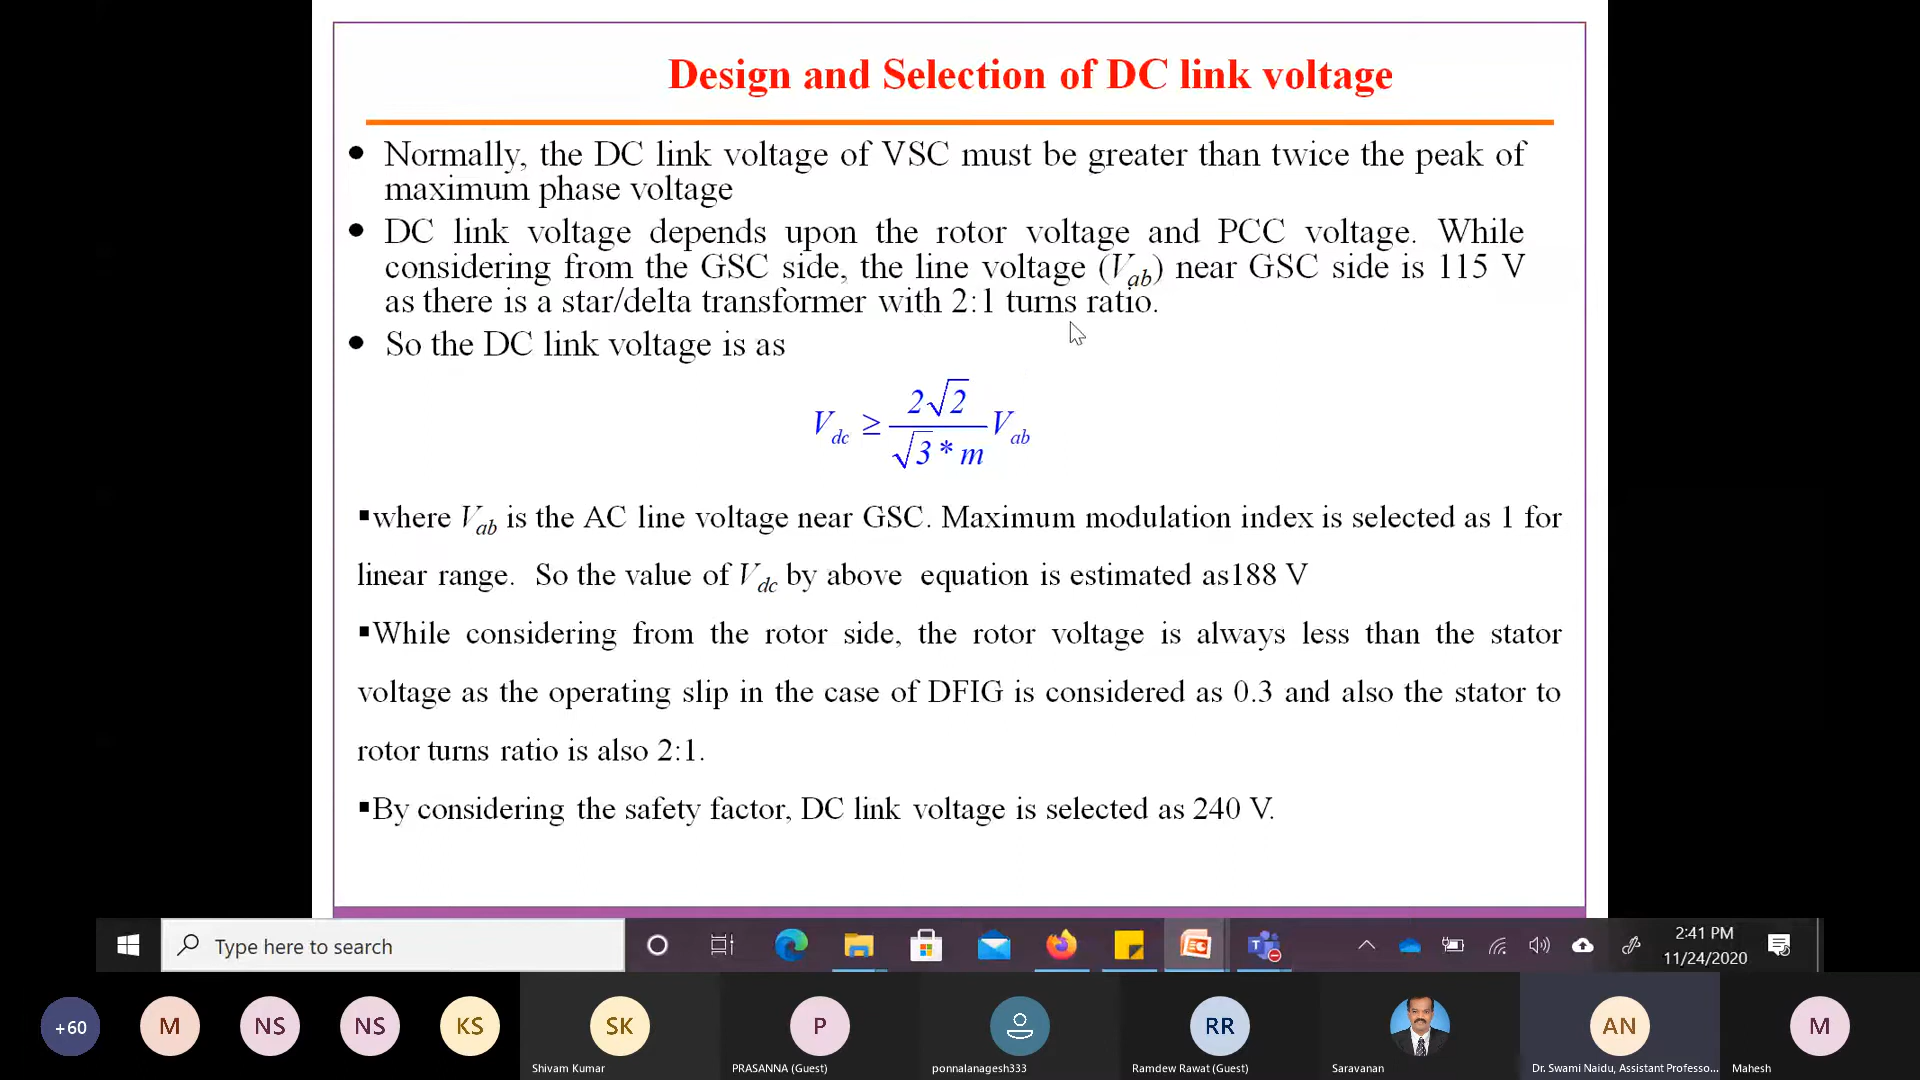 Design and Selection of DC link voltage
• Normally, the DC link voltage of VSC must be greater than twice the peak of
maximum phase voltage
• DC link voltage depends upon the rotor voltage and PCC voltage. While
considering from the GSC side, the line voltage (Vab) near GSC side is 115 V
as there is a star/delta transformer with 2:1 turns ratio.
• So the DC link voltage is as
Vdc ≥ 2√2 / √3 * m Vab
▪where Vab is the AC line voltage near GSC. Maximum modulation index is selected as 1 for
linear range. So the value of Vdc by above equation is estimated as188 V
▪While considering from the rotor side, the rotor voltage is always less than the stator
voltage as the operating slip in the case of DFIG is considered as 0.3 and also the stator to
rotor turns ratio is also 2:1.
▪By considering the safety factor, DC link voltage is selected as 240 V.
Type here to search
2:41 PM
11/24/2020
+60 M NS NS KS SK P RR AN M
Shivam Kumar PRASANNA (Guest) ponnalanagesh333 Ramdew Rawat (Guest) Saravanan Dr. Swami Naidu, Assistant Professo... Mahesh